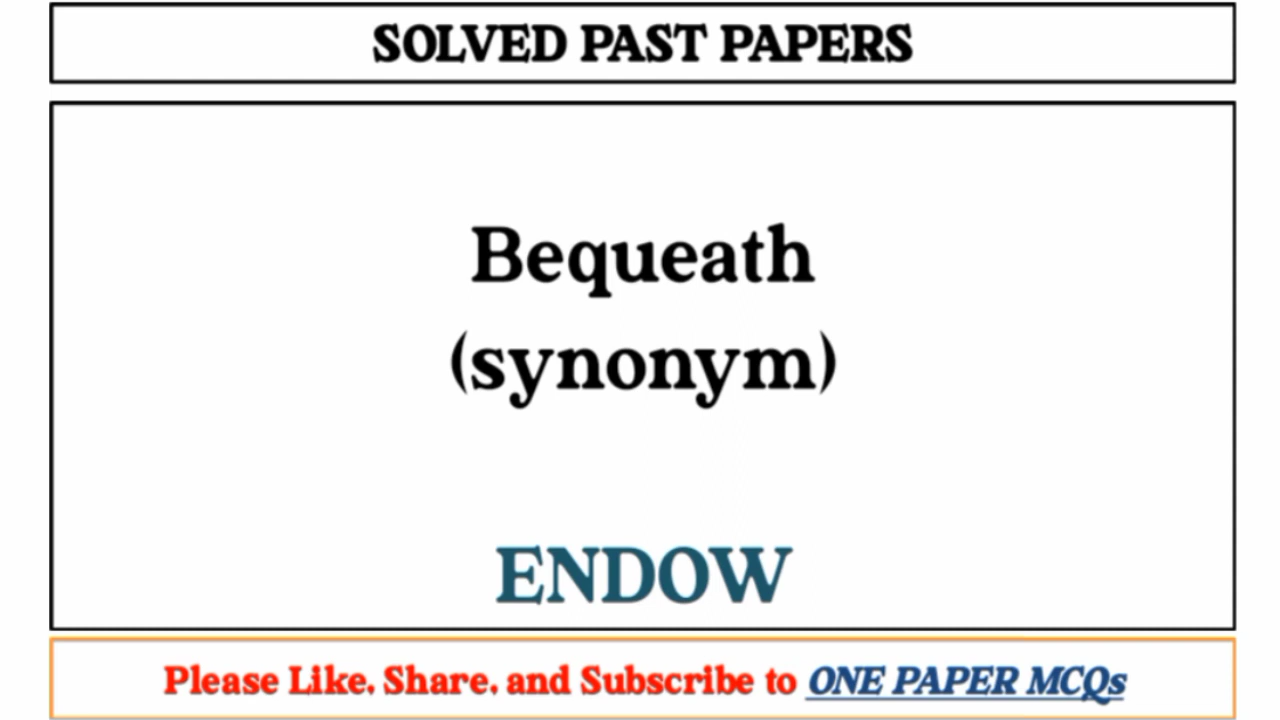 SOLVED PAST PAPERS
Bequeath
(synonym)
ENDOW
Please Like, Share, and Subscribe to ONE PAPER MCQs